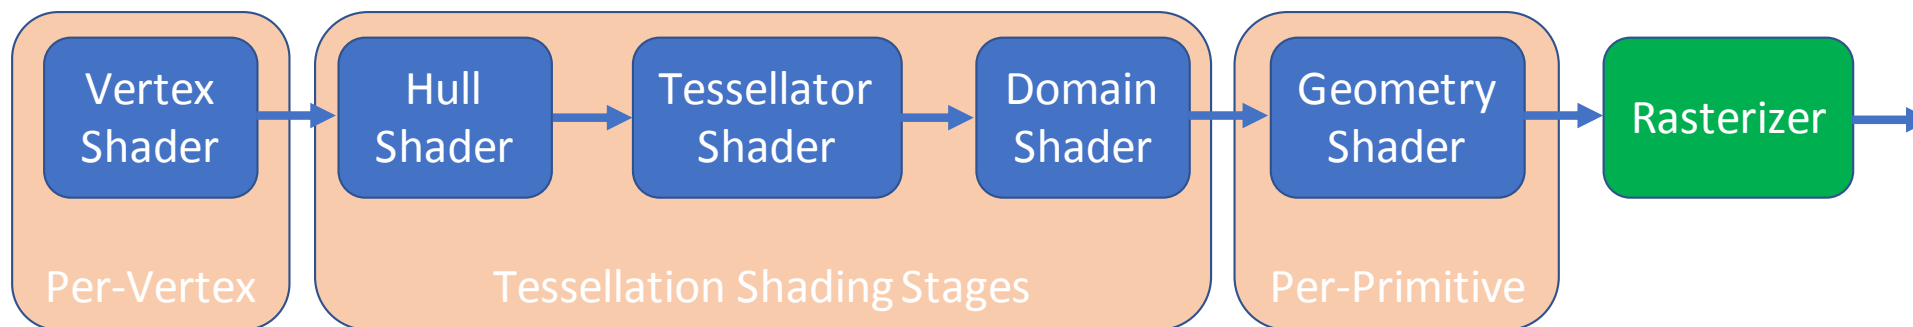 Vertex
Shader
Hull
Shader
Tessellator
Shader
Domain
Shader
Geometry
Shader
Rasterizer
Per-Vertex
Tessellation Shading Stages
Per-Primitive